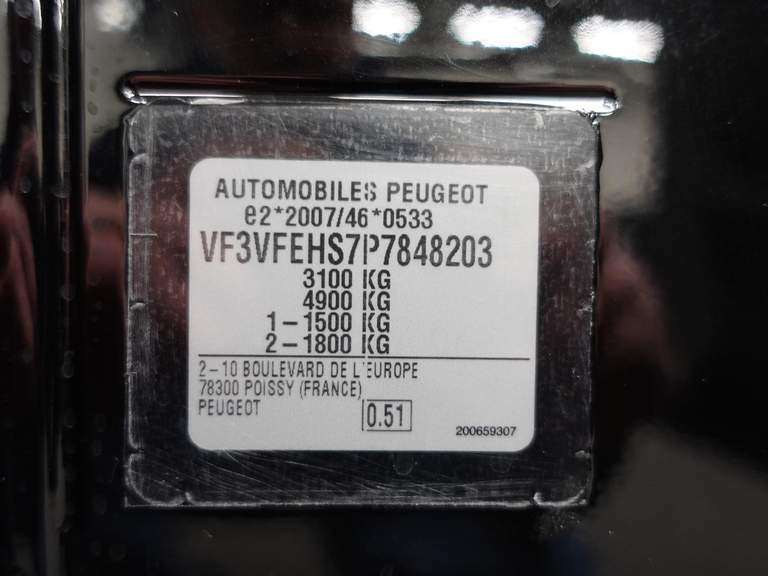 AUTOMOBILES PEUGEOT
e2*2007/46*0533
VF3VFEHS7P7848203
3100 KG
4900 KG
1-1500 KG
2-1800 KG
2-10 BOULEVARD DE L'EUROPE
78300 POISSY (FRANCE)
PEUGEOT
0.51
200659307